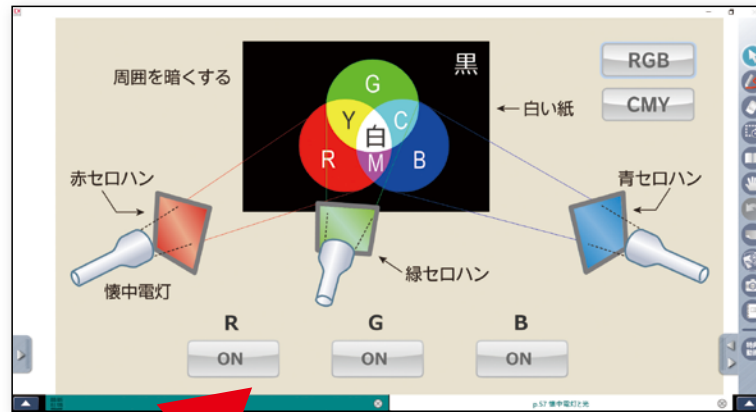 周囲を暗くする
黒
RGB
CMY
G
Y
C
白
R
M
B
白い紙
赤セロハン
青セロハン
緑セロハン
懐中電灯
R
G
B
ON
ON
ON
p.57 懐中電灯と光